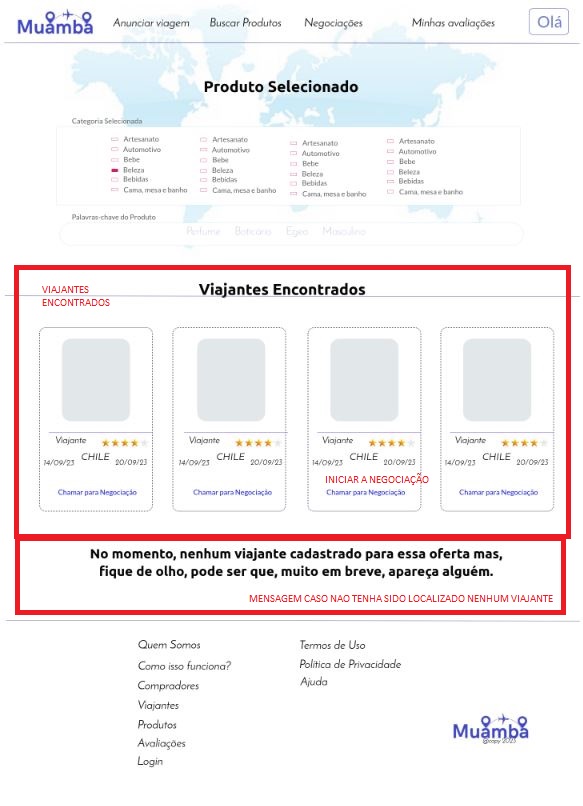 Muamba
Anunciar viagem
Buscar Produtos
Negociações
Minhas avaliações
Olá
Produto Selecionado
Categoria Selecionada
Artesanato
Automotivo
Bebe
Beleza
Bebidas
Cama, mesa e banho
Artesanato
Automotivo
Bebe
Beleza
Bebidas
Cama, mesa e banho
Artesanato
Automotivo
Bebe
Beleza
Bebidas
Cama, mesa e banho
Artesanato
Automotivo
Bebe
Beleza
Bebidas
Cama, mesa e banho
Palavras-chave do Produto
Perfume Boticário Egeo Masculino
VIAJANTES
ENCONTRADOS
Viajantes Encontrados
Viajante
14/09/23 CHILE 20/09/23
Chamar para Negociação
Viajante
14/09/23 CHILE 20/09/23
Chamar para Negociação
Viajante
14/09/23 CHILE 20/09/23
INICIAR A NEGOCIAÇÃO
Chamar para Negociação
Viajante
14/09/23 CHILE 20/09/23
Chamar para Negociação
No momento, nenhum viajante cadastrado para essa oferta mas,
fique de olho, pode ser que, muito em breve, apareça alguém.
MENSAGEM CASO NAO TENHA SIDO LOCALIZADO NENHUM VIAJANTE
Quem Somos
Como isso funciona?
Compradores
Viajantes
Produtos
Avaliações
Login
Termos de Uso
Política de Privacidade
Ajuda
Muamba
@copy 2023